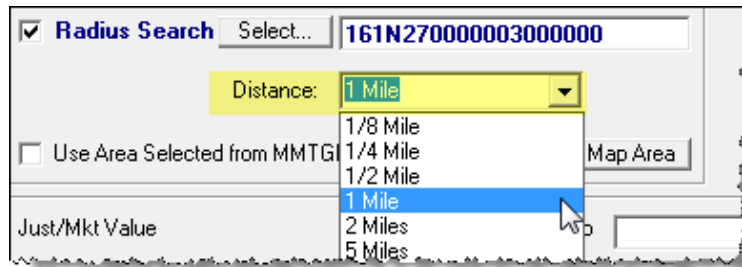 Radius Search Select... 161N270000003000000
Distance: 1 Mile
1/8 Mile
1/4 Mile
Use Area Selected from MMTGI Map Area
1/2 Mile
1 Mile
2 Miles
Just/Mkt Value
5 Miles